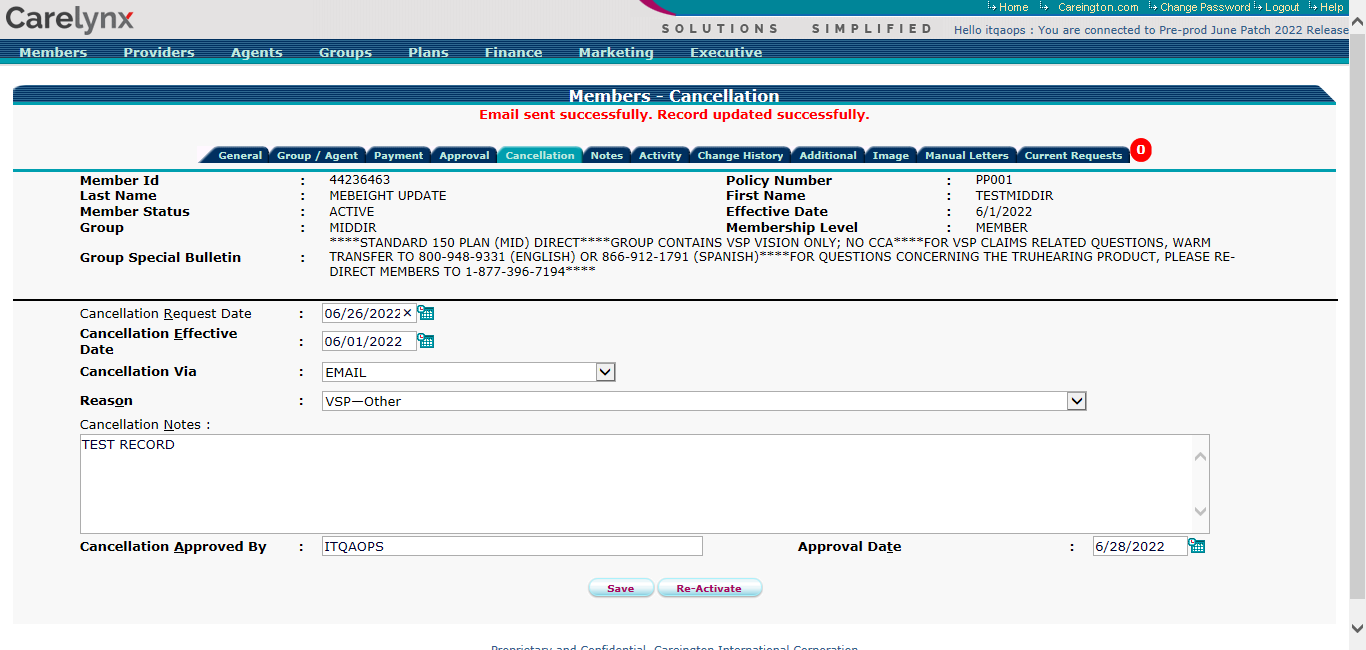 Carelynx
Home Careington.com Change Password Logout Help
SOLUTIONS SIMPLIFIED
Hello itqaops : You are connected to Pre-prod June Patch 2022 Release
Members Providers Agents Groups Plans Finance Marketing Executive
Members - Cancellation
Email sent successfully. Record updated successfully.
General Group / Agent Payment Approval Cancellation Notes Activity Change History Additional Image Manual Letters Current Requests 0
Member Id : 44236463 Policy Number : PP001
Last Name : MEBEIGHT UPDATE First Name : TESTMIDDIR
Member Status : ACTIVE Effective Date : 6/1/2022
Group : MIDDIR Membership Level : MEMBER
Group Special Bulletin : ****STANDARD 150 PLAN (MID) DIRECT****GROUP CONTAINS VSP VISION ONLY; NO CCA****FOR VSP CLAIMS RELATED QUESTIONS, WARM
TRANSFER TO 800-948-9331 (ENGLISH) OR 866-912-1791 (SPANISH)****FOR QUESTIONS CONCERNING THE TRUHEARING PRODUCT, PLEASE RE-
DIRECT MEMBERS TO 1-877-396-7194****
Cancellation Request Date : 06/26/2022
Cancellation Effective
Date : 06/01/2022
Cancellation Via : EMAIL
Reason : VSP—Other
Cancellation Notes :
TEST RECORD
Cancellation Approved By : ITQAOPS Approval Date : 6/28/2022
Save Re-Activate
Proprietary and Confidential, Careington International Corporation